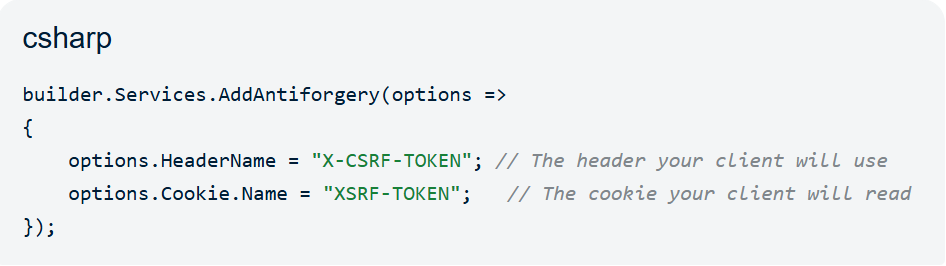 csharp
builder.Services.AddAntiforgery(options =>
{
    options.HeaderName = "X-CSRF-TOKEN"; // The header your client will use
    options.Cookie.Name = "XSRF-TOKEN";   // The cookie your client will read
});